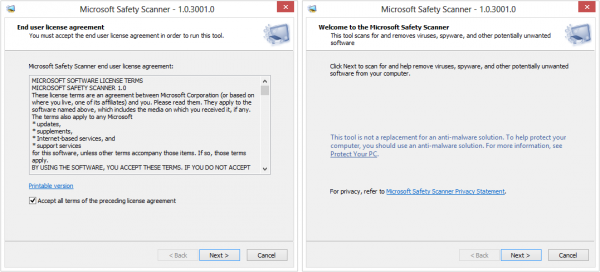 Microsoft Safety Scanner - 1.0.3001.0
End user license agreement
You must accept the end user license agreement in order to run this tool.
Microsoft Safety Scanner end user license agreement:
MICROSOFT SOFTWARE LICENSE TERMS
MICROSOFT SAFETY SCANNER 1.0
These license terms are an agreement between Microsoft Corporation (or based on
where you live, one of its affiliates) and you. Please read them. They apply to the
software named above, which includes the media on which you received it, if any.
The terms also apply to any Microsoft
* updates,
* supplements,
* Internet-based services, and
* support services
for this software, unless other terms accompany those items. If so, those terms
apply.
BY USING THE SOFTWARE, YOU ACCEPT THESE TERMS. IF YOU DO NOT ACCEPT
Printable version
Accept all terms of the preceding license agreement
< Back
Next >
Cancel
Microsoft Safety Scanner - 1.0.3001.0
Welcome to the Microsoft Safety Scanner
This tool scans for and removes viruses, spyware, and other potentially unwanted
software
Click Next to scan for and help remove viruses, spyware, and other potentially unwanted
software from your computer.
This tool is not a replacement for an anti-malware solution. To help protect your
computer, you should use an anti-malware solution. For more information, see
Protect Your PC.
For privacy, refer to Microsoft Safety Scanner Privacy Statement.
< Back
Next >
Cancel